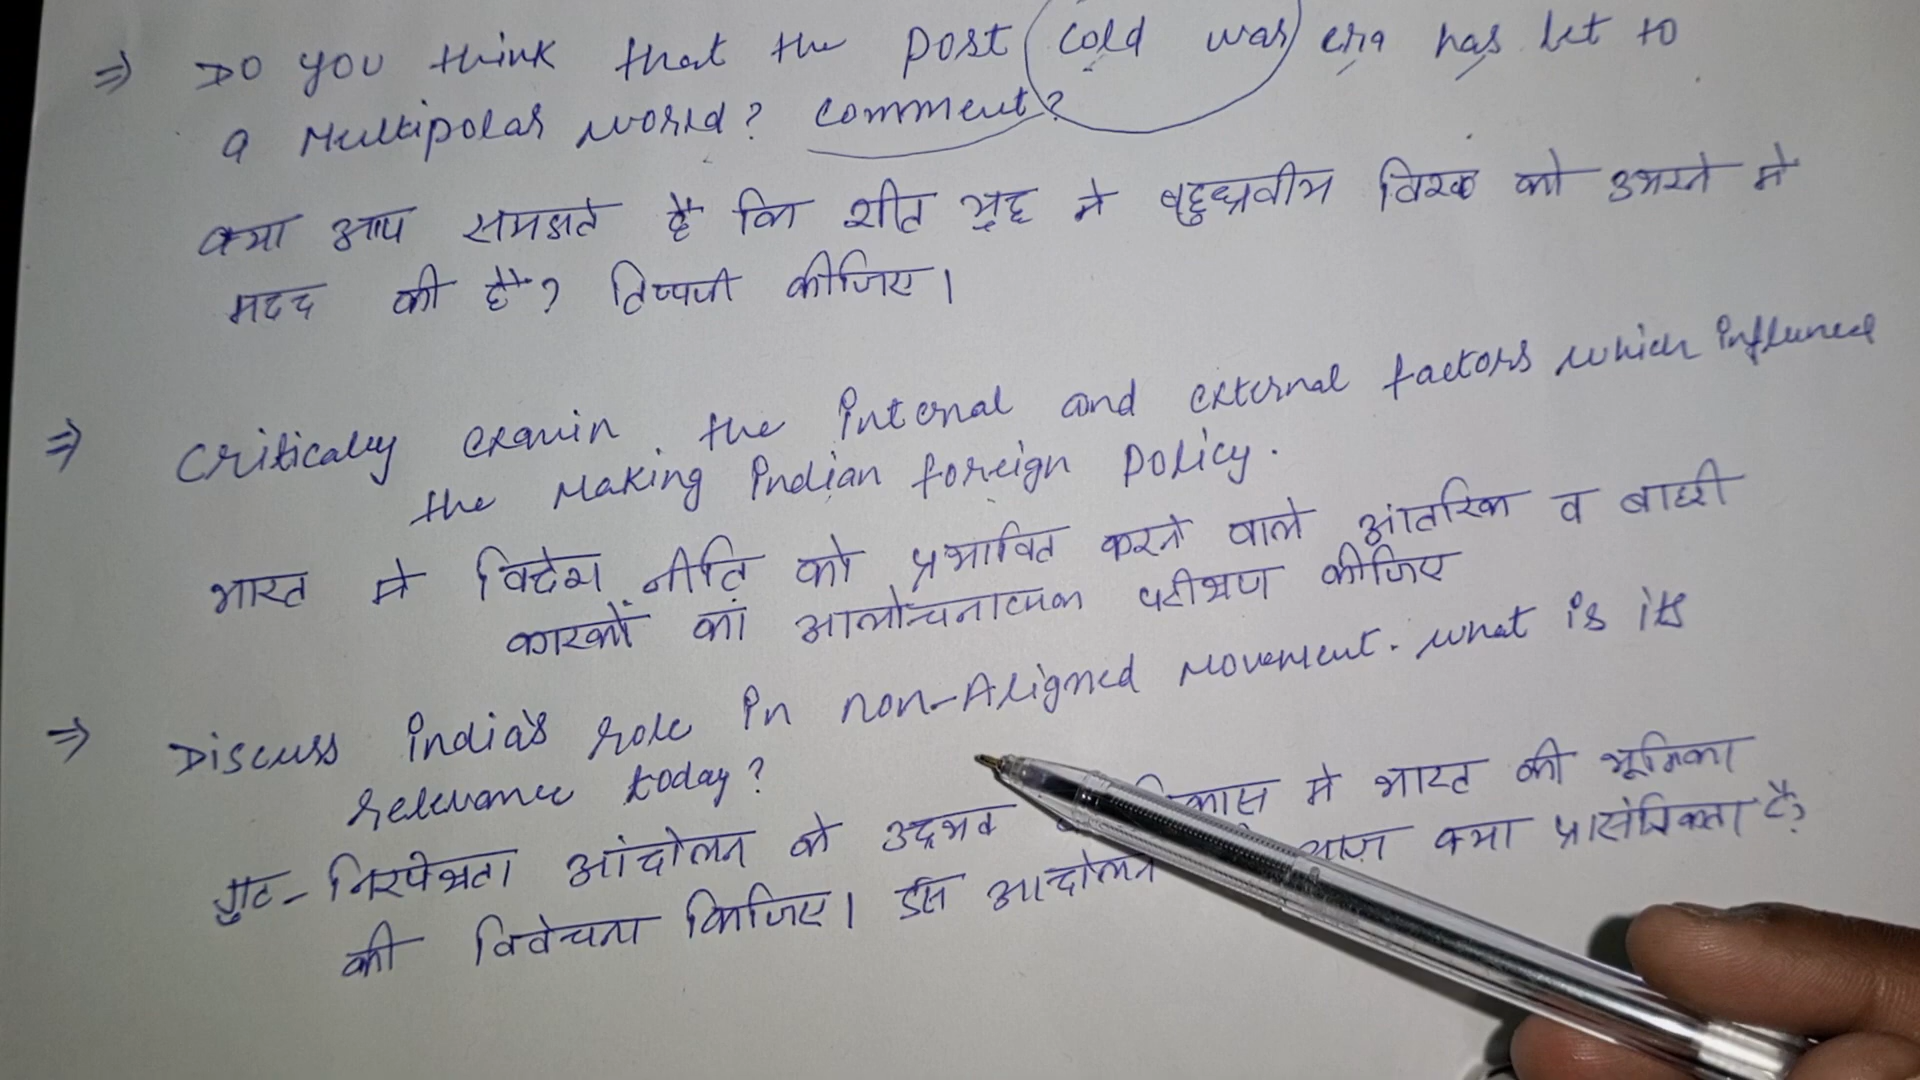 ⇒ Do you think that the post cold war era has let to
a Multipolar world? comment?
क्या आप समझते है कि शीत युद्ध मे बहुध्रुवीय विश्व को उभरने मे
मदद की है? टिप्पणी कीजिए।
⇒ Critically examin the internal and external factors which influnced
the Making Indian foreign Policy.
भारत मे विदेश नीति को प्रभावित करने वाले आंतरिक व बाहरी
कारकों का आलोचनात्मक परीक्षण कीजिए
⇒ Discuss india's role in non-Aligned Movement. what is its
relevance today?
गुट-निरपेक्षता आंदोलन के उद्भव मे भारत की भूमिका
की विवेचना किजिए। इस आंदोलन आज क्या प्रासंगिकता है?